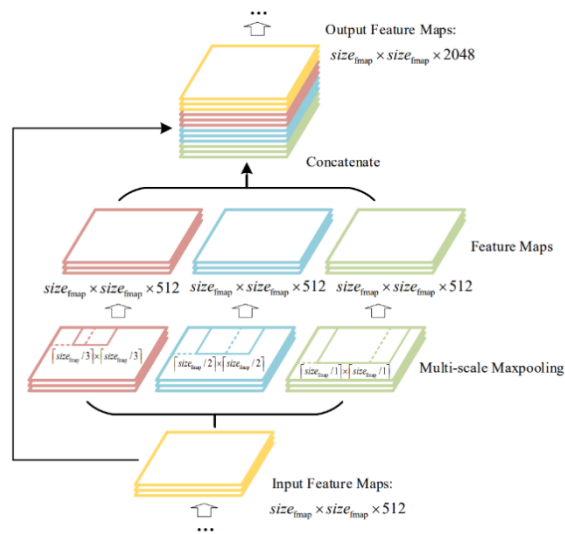 ...
Output Feature Maps:
size_fmap × size_fmap × 2048
Concatenate
Feature Maps
size_fmap × size_fmap × 512 size_fmap × size_fmap × 512 size_fmap × size_fmap × 512
⌈size_fmap / 3⌉×⌈size_fmap / 3⌉ ⌈size_fmap / 2⌉×⌈size_fmap / 2⌉ ⌈size_fmap / 1⌉×⌈size_fmap / 1⌉
Multi-scale Maxpooling
Input Feature Maps:
size_fmap × size_fmap × 512
...